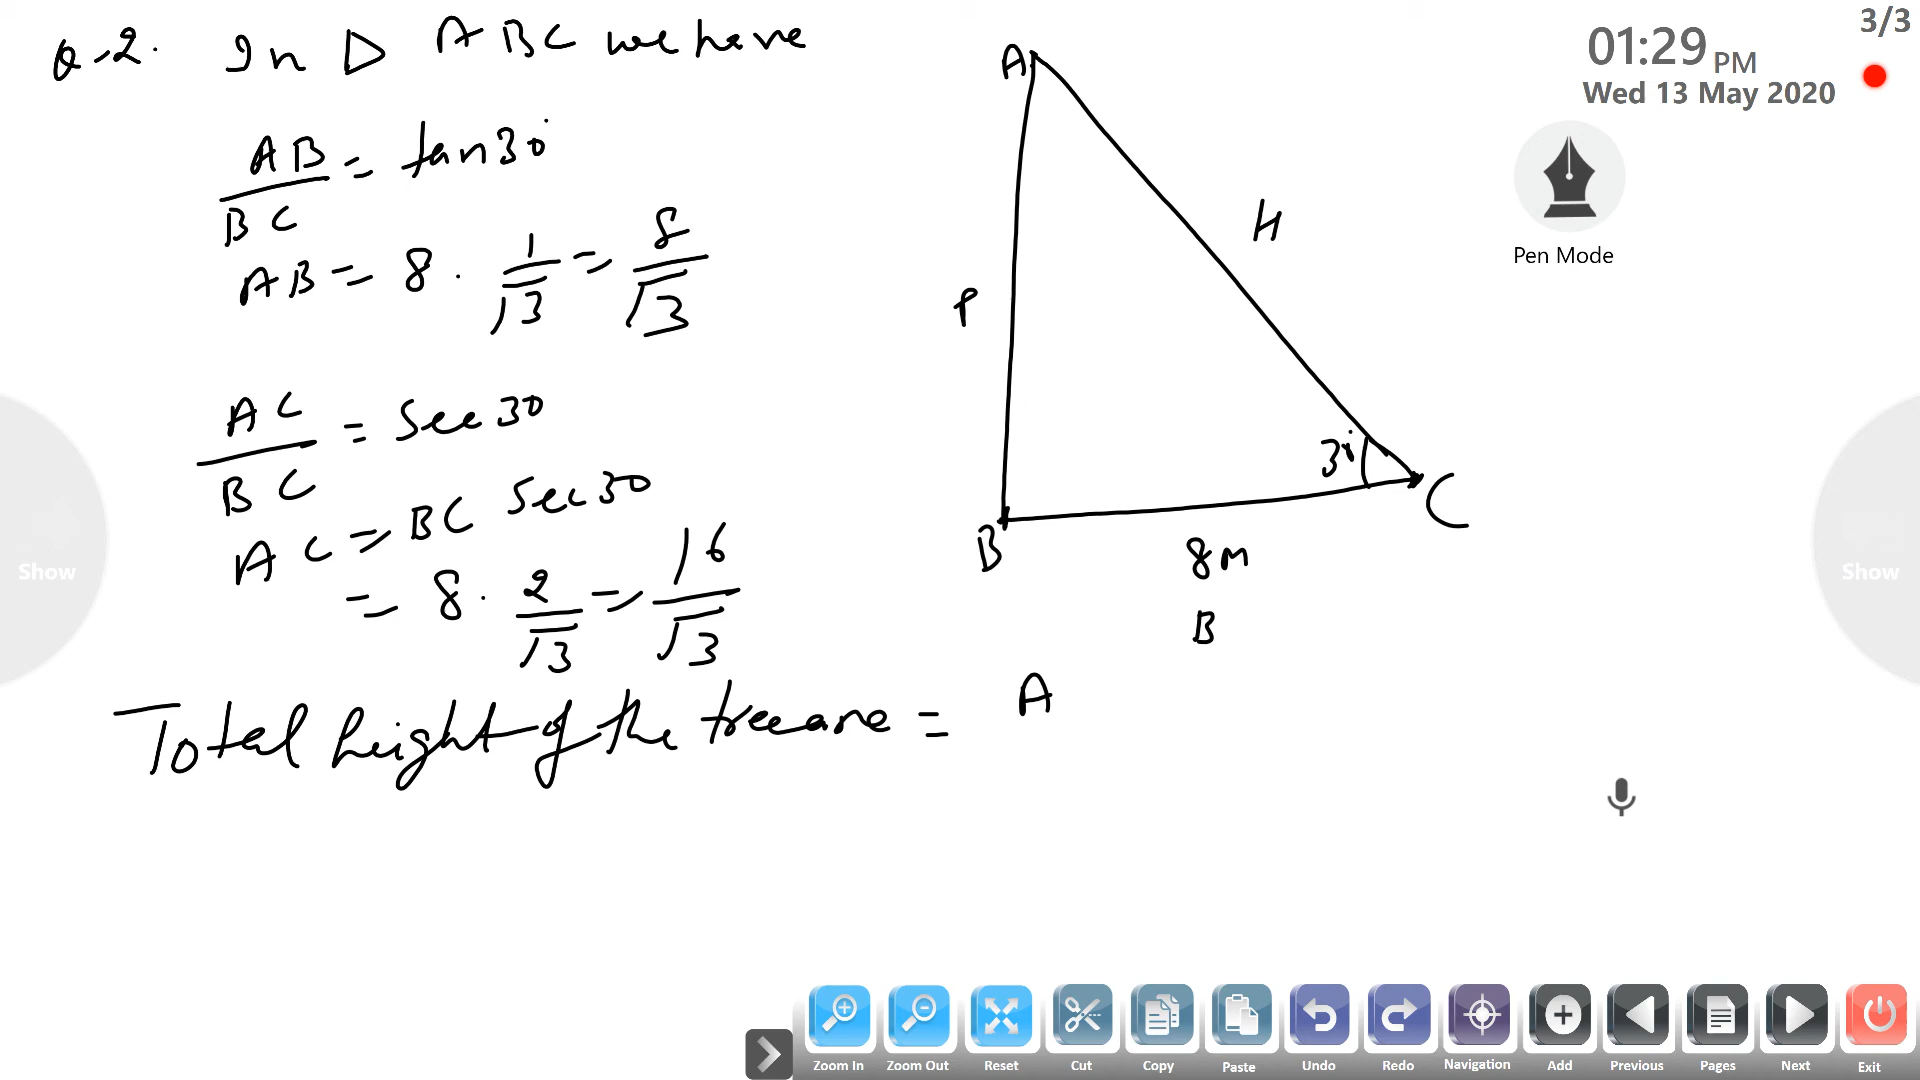 Q.2. In Δ ABC we have
AB/BC = tan30°
AB = 8 · 1/√3 = 8/√3
AC/BC = Sec30
AC = BC Sec30
= 8 · 2/√3 = 16/√3
Total height of the tree are = A
A
H
P
30°
B
C
8m
B
3/3
01:29 PM
Wed 13 May 2020
Pen Mode
Show
Show
Zoom In
Zoom Out
Reset
Cut
Copy
Paste
Undo
Redo
Navigation
Add
Previous
Pages
Next
Exit